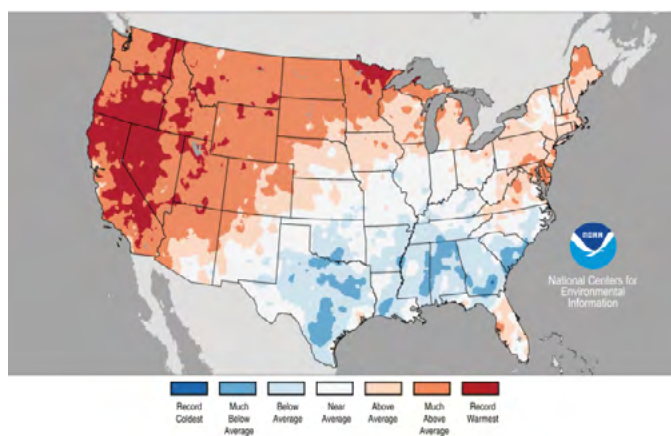 NOAA
National Centers for
Environmental
Information
Record
Coldest
Much
Below
Average
Below
Average
Near
Average
Above
Average
Much
Above
Average
Record
Warmest